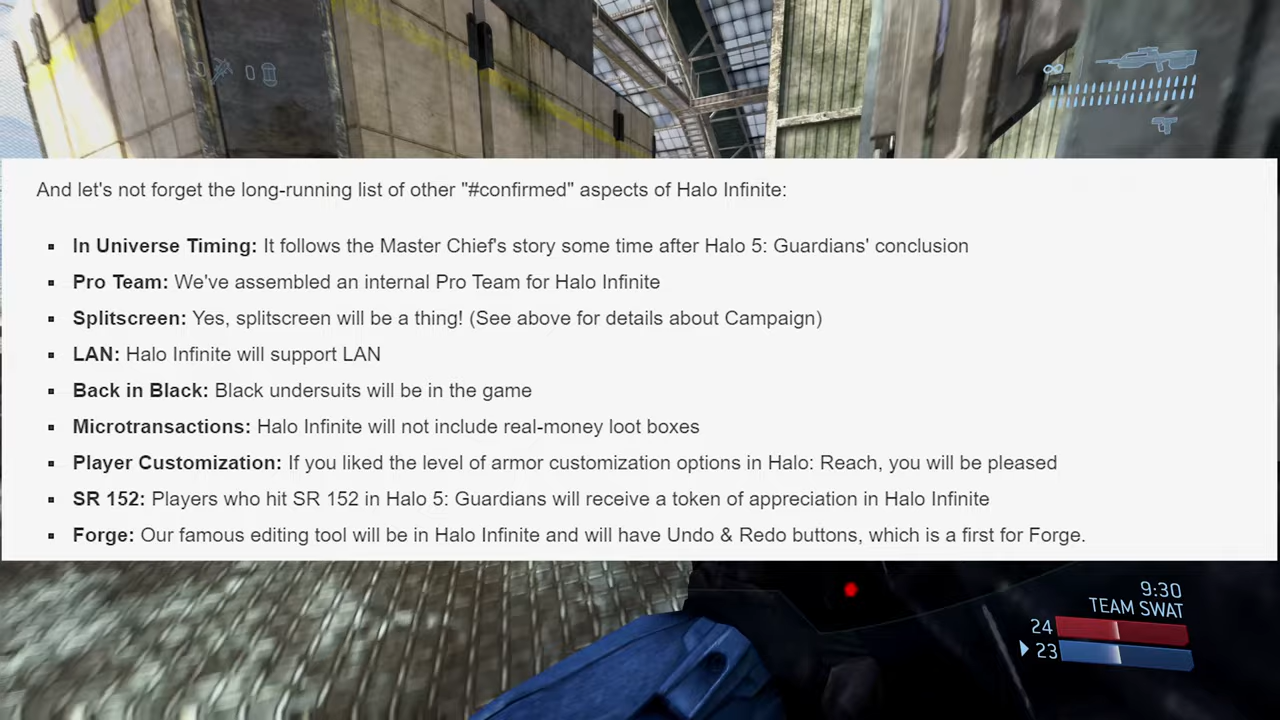 0 0
∞
And let's not forget the long-running list of other "#confirmed" aspects of Halo Infinite:
▪ In Universe Timing: It follows the Master Chief's story some time after Halo 5: Guardians' conclusion
▪ Pro Team: We've assembled an internal Pro Team for Halo Infinite
▪ Splitscreen: Yes, splitscreen will be a thing! (See above for details about Campaign)
▪ LAN: Halo Infinite will support LAN
▪ Back in Black: Black undersuits will be in the game
▪ Microtransactions: Halo Infinite will not include real-money loot boxes
▪ Player Customization: If you liked the level of armor customization options in Halo: Reach, you will be pleased
▪ SR 152: Players who hit SR 152 in Halo 5: Guardians will receive a token of appreciation in Halo Infinite
▪ Forge: Our famous editing tool will be in Halo Infinite and will have Undo & Redo buttons, which is a first for Forge.
9:30
TEAM SWAT
24
23